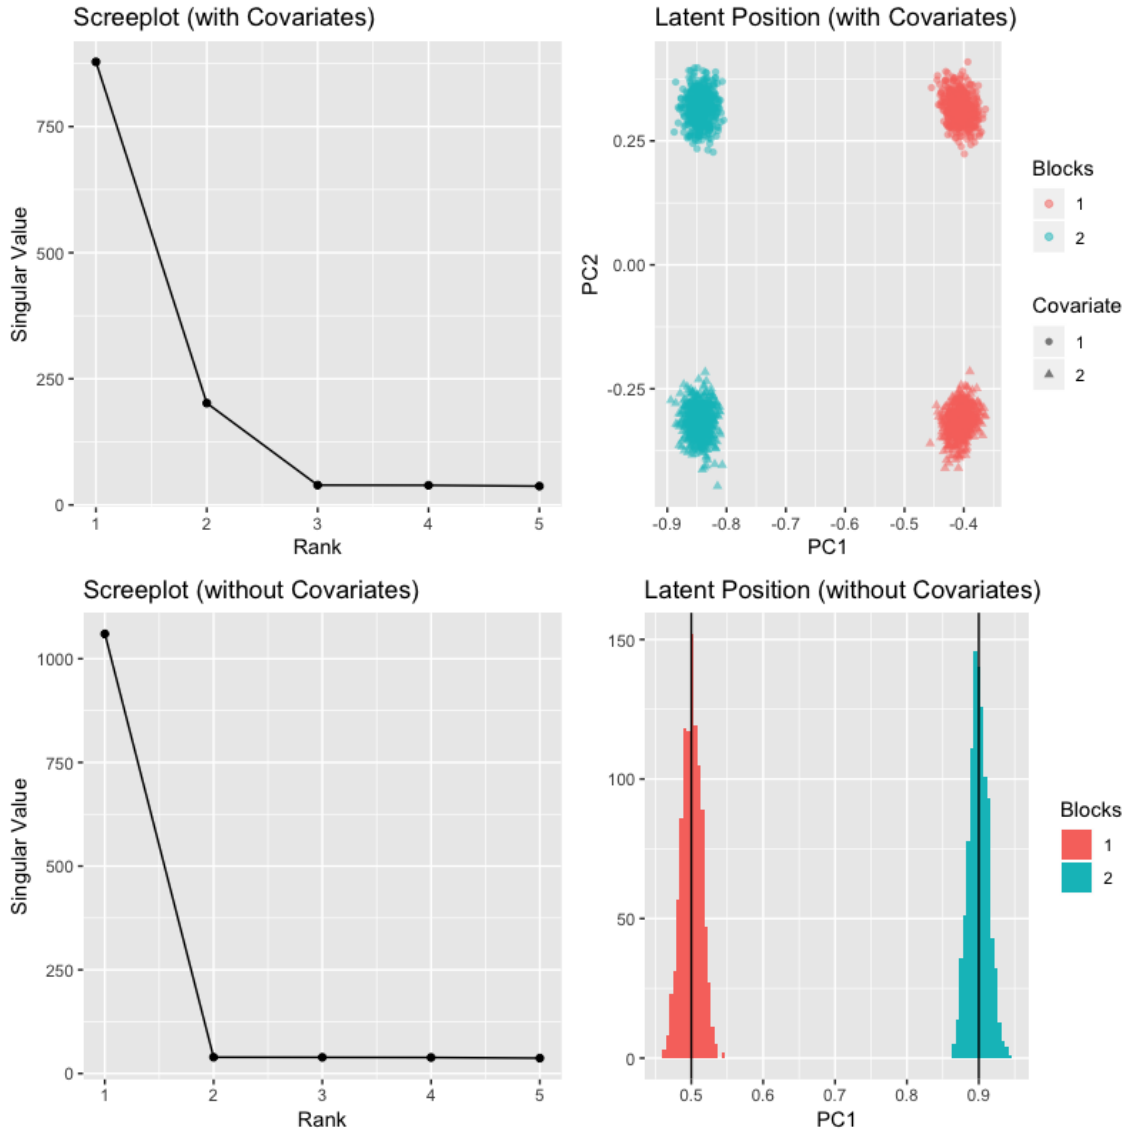 Screeplot (with Covariates)
Singular Value
750
500
250
0
1 2 3 4 5
Rank
Latent Position (with Covariates)
PC2
0.25
0.00
-0.25
-0.9 -0.8 -0.7 -0.6 -0.5 -0.4
PC1
Blocks
1
2
Covariate
1
2
Screeplot (without Covariates)
Singular Value
1000
750
500
250
0
1 2 3 4 5
Rank
Latent Position (without Covariates)
150
100
50
0
0.5 0.6 0.7 0.8 0.9
PC1
Blocks
1
2